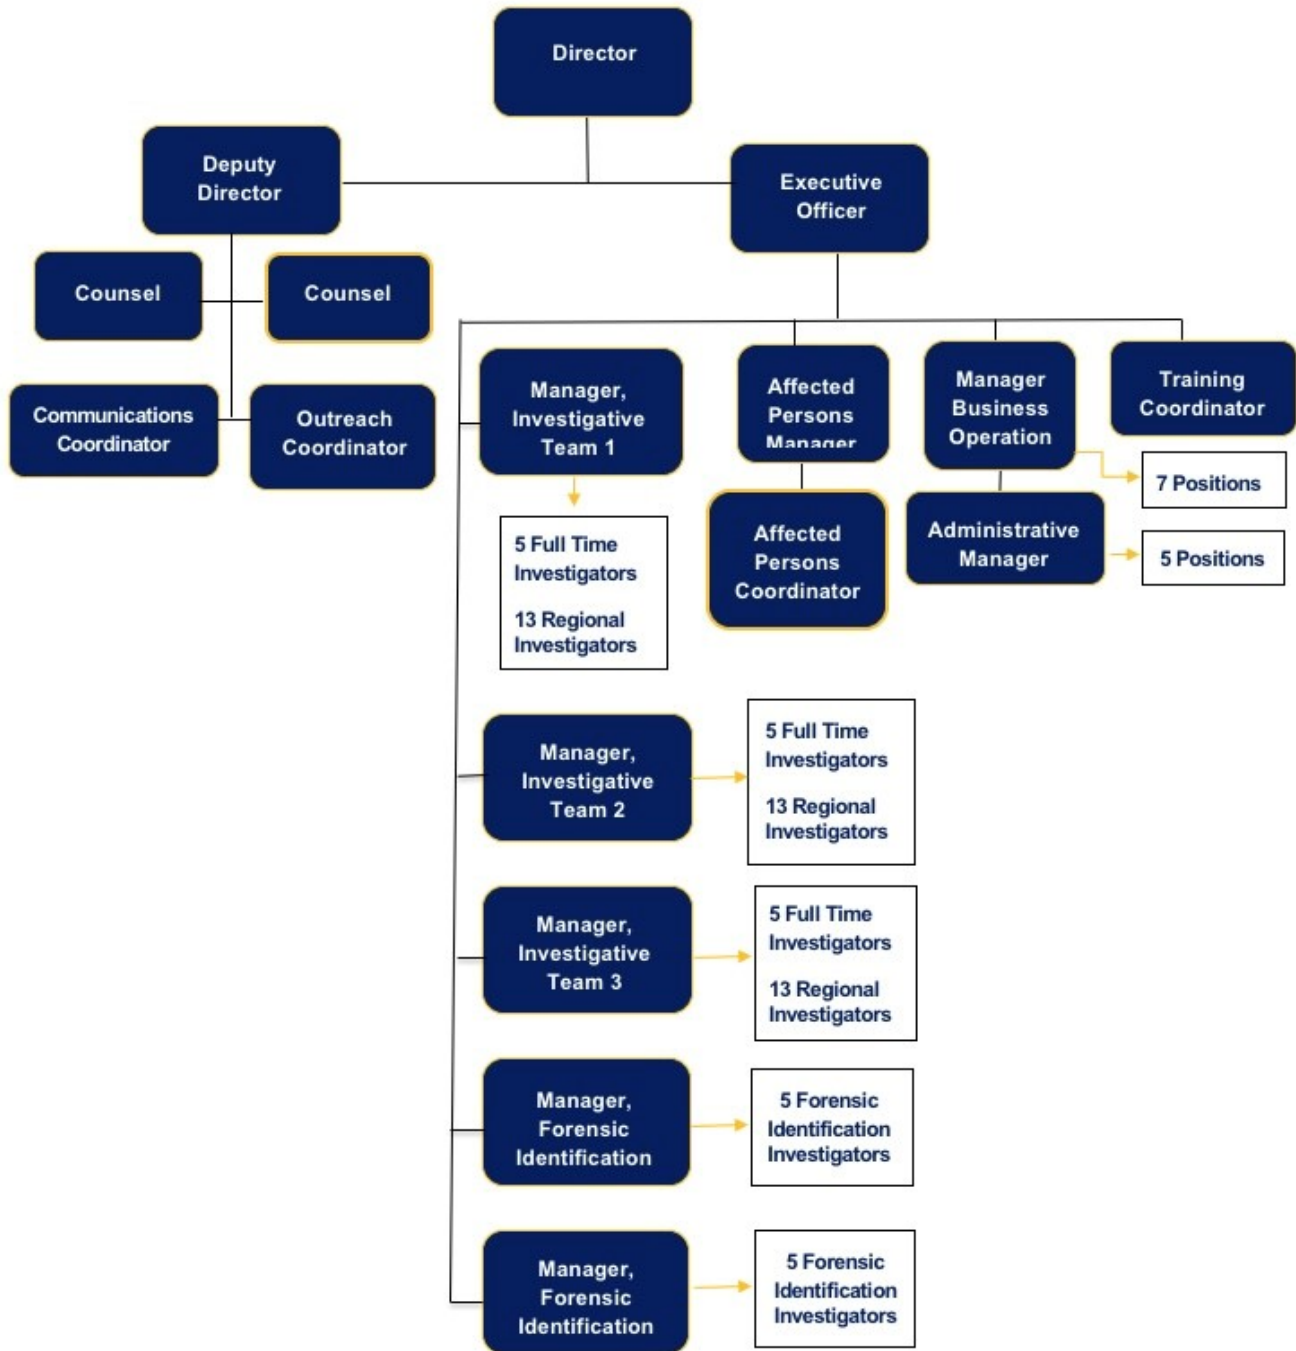 Director
Deputy
Director
Executive
Officer
Counsel
Counsel
Communications
Coordinator
Outreach
Coordinator
Manager,
Investigative
Team 1
Affected
Persons
Manager
Manager
Business
Operation
Training
Coordinator
7 Positions
5 Full Time
Investigators
13 Regional
Investigators
Affected
Persons
Coordinator
Administrative
Manager
5 Positions
Manager,
Investigative
Team 2
5 Full Time
Investigators
13 Regional
Investigators
Manager,
Investigative
Team 3
5 Full Time
Investigators
13 Regional
Investigators
Manager,
Forensic
Identification
5 Forensic
Identification
Investigators
Manager,
Forensic
Identification
5 Forensic
Identification
Investigators